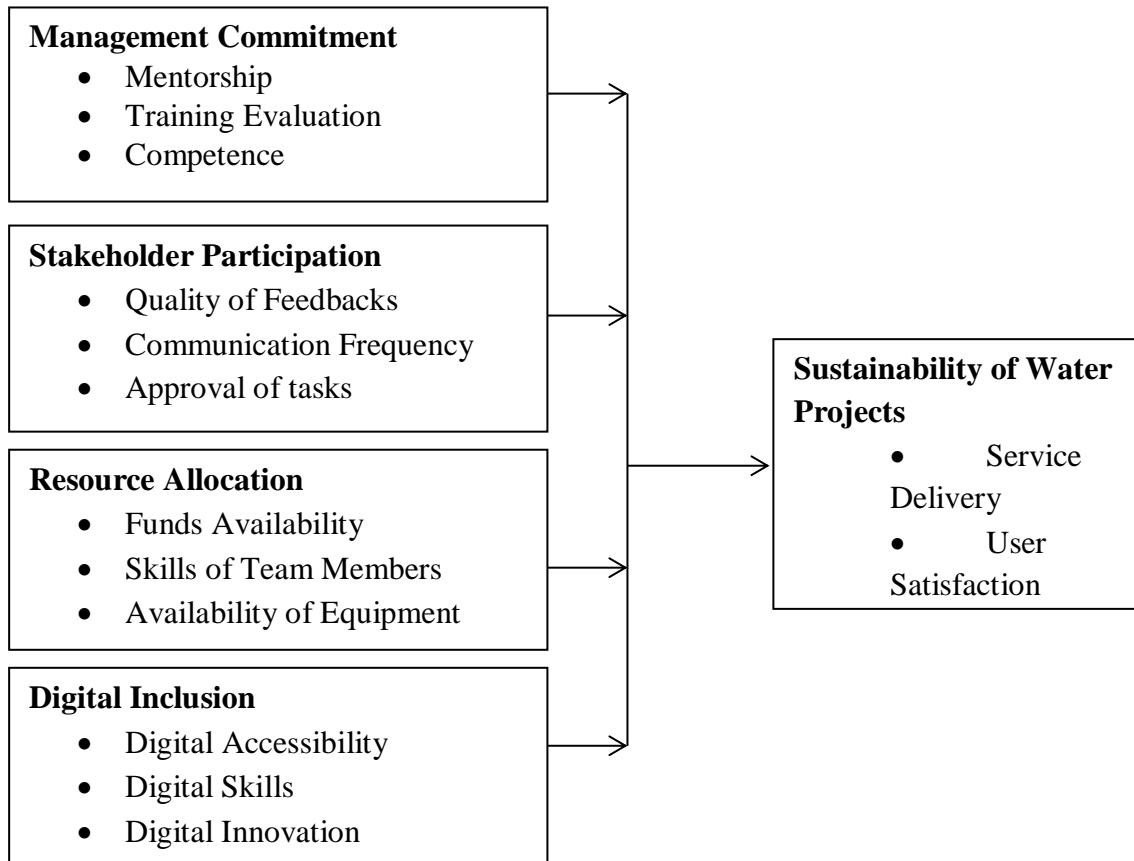 Management Commitment
• Mentorship
• Training Evaluation
• Competence
Stakeholder Participation
• Quality of Feedbacks
• Communication Frequency
• Approval of tasks
Resource Allocation
• Funds Availability
• Skills of Team Members
• Availability of Equipment
Digital Inclusion
• Digital Accessibility
• Digital Skills
• Digital Innovation
Sustainability of Water
Projects
• Service
Delivery
• User
Satisfaction